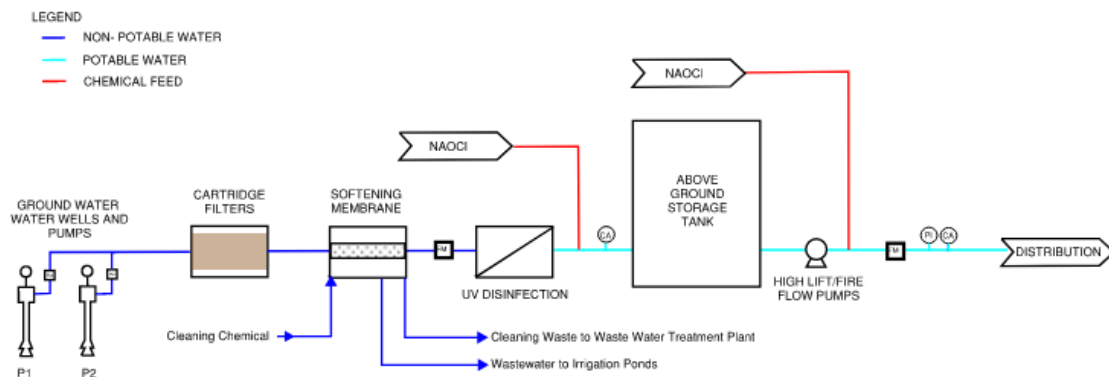 LEGEND
NON- POTABLE WATER
POTABLE WATER
CHEMICAL FEED
NAOCI
NAOCI
GROUND WATER
WATER WELLS AND
PUMPS
CARTRIDGE
FILTERS
SOFTENING
MEMBRANE
ABOVE
GROUND
STORAGE
TANK
CA
PI
CA
DISTRIBUTION
UV DISINFECTION
HIGH LIFT/FIRE
FLOW PUMPS
Cleaning Chemical
Cleaning Waste to Waste Water Treatment Plant
Wastewater to Irrigation Ponds
P1
P2